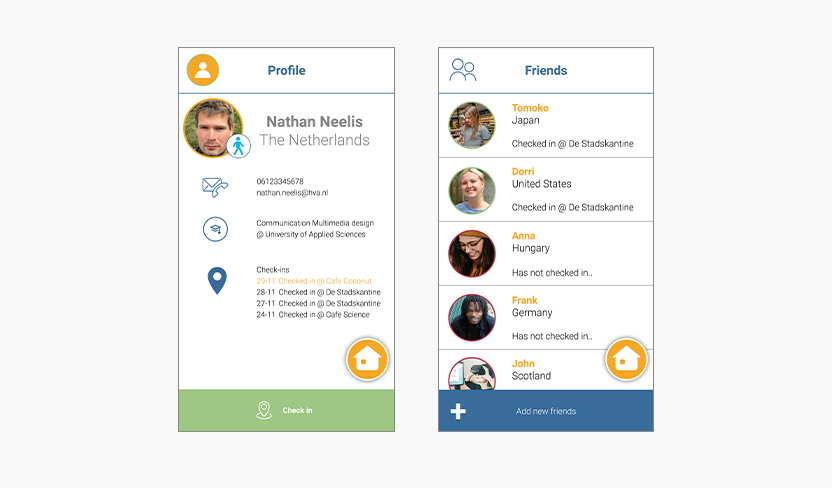 Profile
Nathan Neelis
The Netherlands
06123345678
nathan.neelis@hva.nl
Communication Multimedia design
@ University of Applied Sciences
Check-ins
29-11 Checked in @ Cafe Coconut
28-11 Checked in @ De Stadskantine
27-11 Checked in @ De Stadskantine
24-11 Checked in @ Cafe Science
Check in
Friends
Tomoko
Japan
Checked in @ De Stadskantine
Dorri
United States
Checked in @ De Stadskantine
Anna
Hungary
Has not checked in..
Frank
Germany
Has not checked in..
John
Scotland
Add new friends